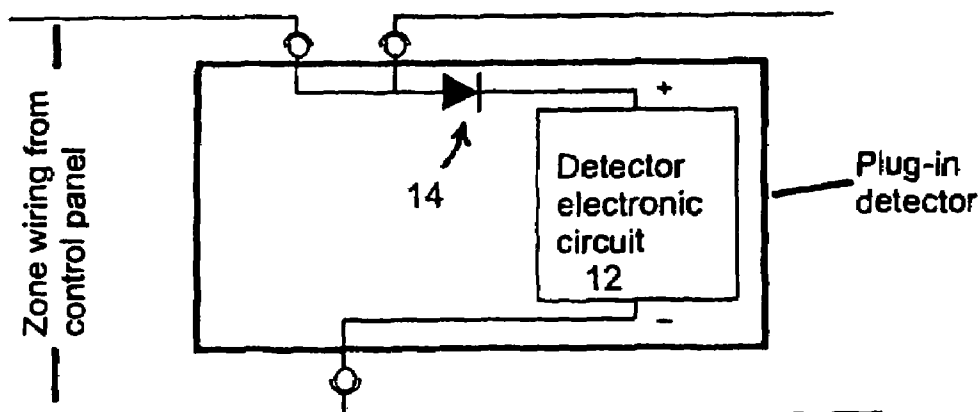 Zone wiring from
control panel
14
+
Detector
electronic
circuit
12
−
Plug-in
detector